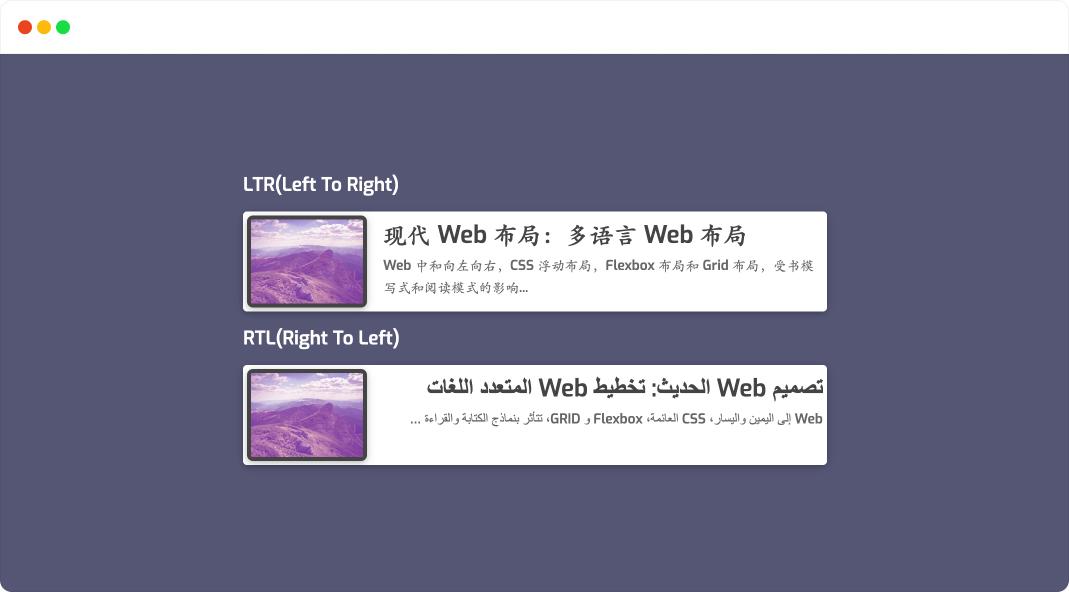 LTR(Left To Right)
现代 Web 布局：多语言 Web 布局
Web 中和向左向右，CSS 浮动布局，Flexbox 布局和 Grid 布局，受书模
写式和阅读模式的影响...
RTL(Right To Left)
تصميم Web الحديث: تخطيط Web المتعدد اللغات
Web إلى اليمين واليسار، CSS العائمة، Flexbox و GRID، تتأثر بنماذج الكتابة والقراءة ...